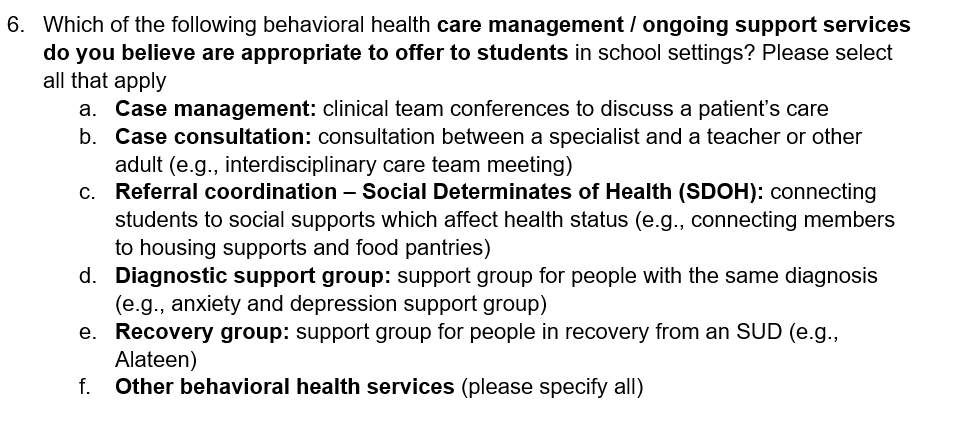 6. Which of the following behavioral health care management / ongoing support services
do you believe are appropriate to offer to students in school settings? Please select
all that apply
a. Case management: clinical team conferences to discuss a patient's care
b. Case consultation: consultation between a specialist and a teacher or other
adult (e.g., interdisciplinary care team meeting)
c. Referral coordination – Social Determinates of Health (SDOH): connecting
students to social supports which affect health status (e.g., connecting members
to housing supports and food pantries)
d. Diagnostic support group: support group for people with the same diagnosis
(e.g., anxiety and depression support group)
e. Recovery group: support group for people in recovery from an SUD (e.g.,
Alateen)
f. Other behavioral health services (please specify all)